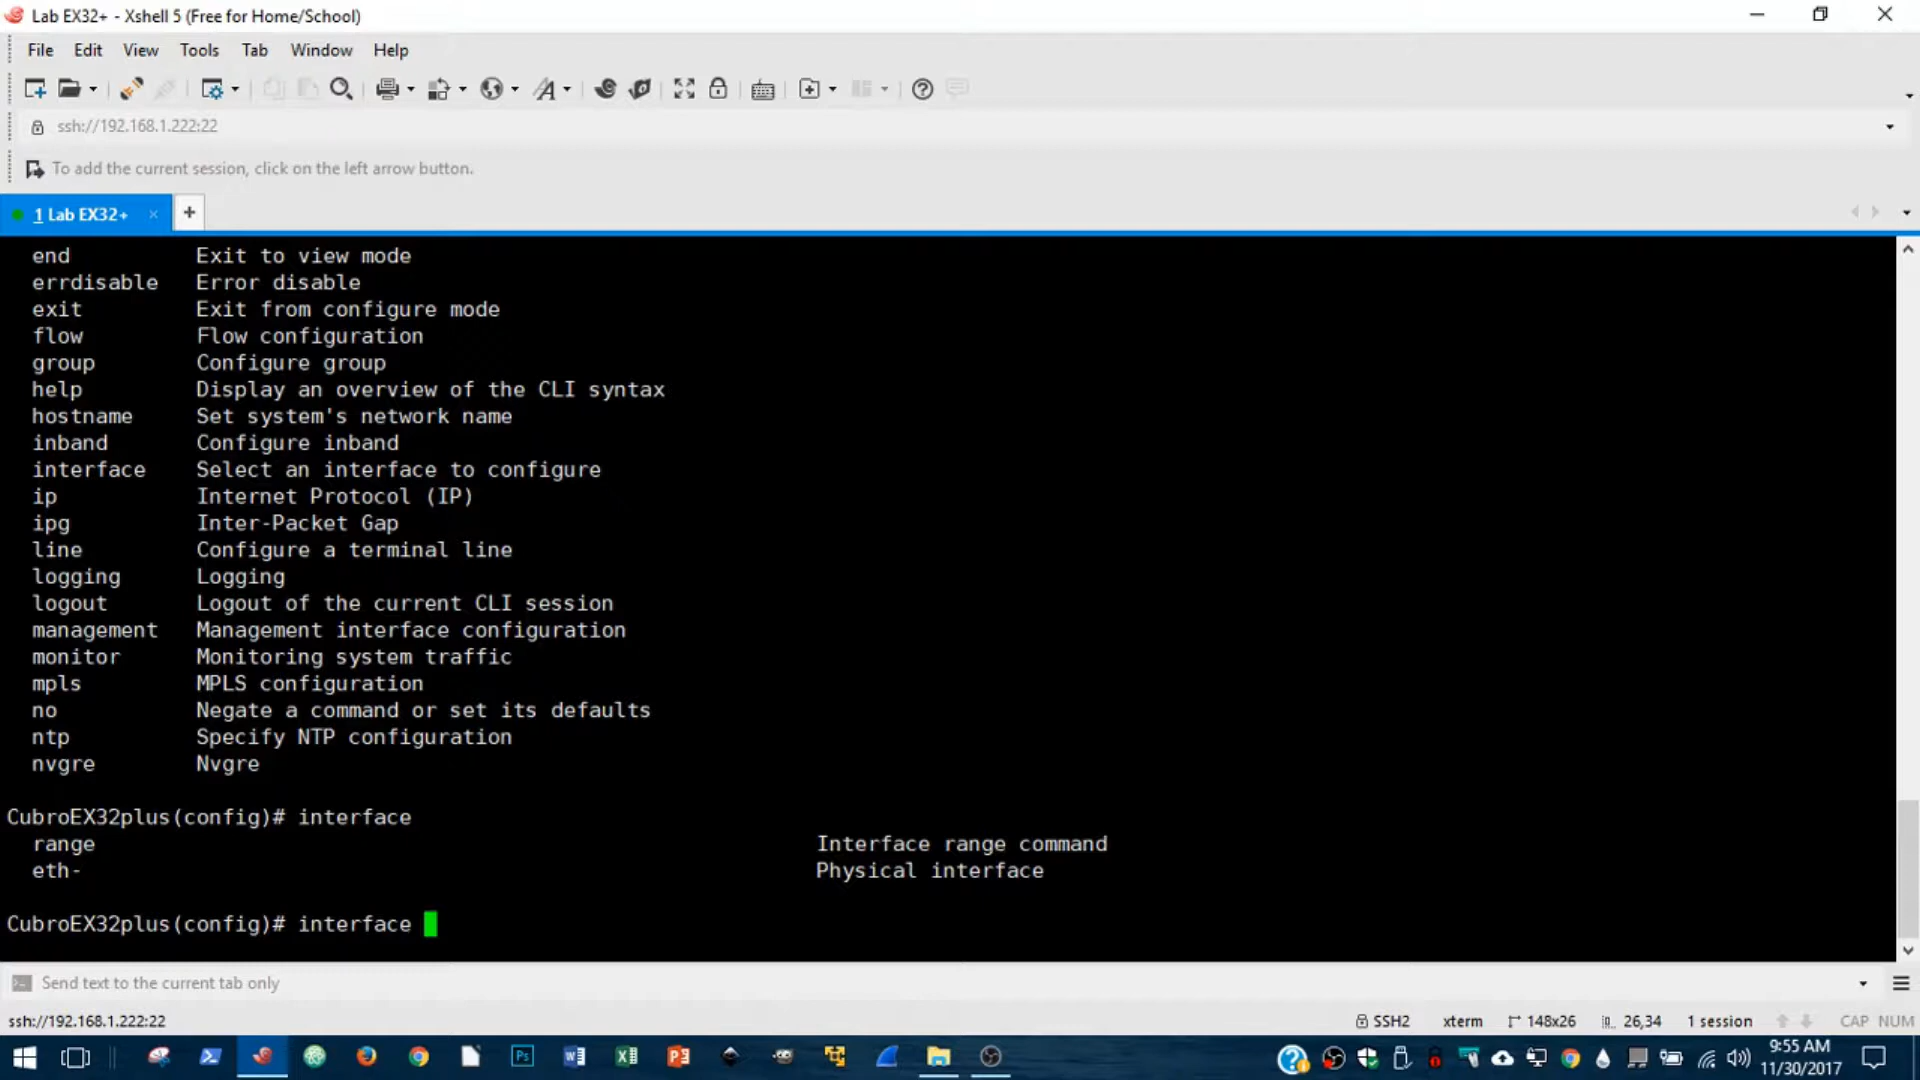 Lab EX32+ - Xshell 5 (Free for Home/School)
File Edit View Tools Tab Window Help
ssh://192.168.1.222:22
To add the current session, click on the left arrow button.
1 Lab EX32+
end Exit to view mode
errdisable Error disable
exit Exit from configure mode
flow Flow configuration
group Configure group
help Display an overview of the CLI syntax
hostname Set system's network name
inband Configure inband
interface Select an interface to configure
ip Internet Protocol (IP)
ipg Inter-Packet Gap
line Configure a terminal line
logging Logging
logout Logout of the current CLI session
management Management interface configuration
monitor Monitoring system traffic
mpls MPLS configuration
no Negate a command or set its defaults
ntp Specify NTP configuration
nvgre Nvgre
CubroEX32plus(config)# interface
range Interface range command
eth- Physical interface
CubroEX32plus(config)# interface
Send text to the current tab only
ssh://192.168.1.222:22 SSH2 xterm 148x26 26,34 1 session CAP NUM
9:55 AM
11/30/2017